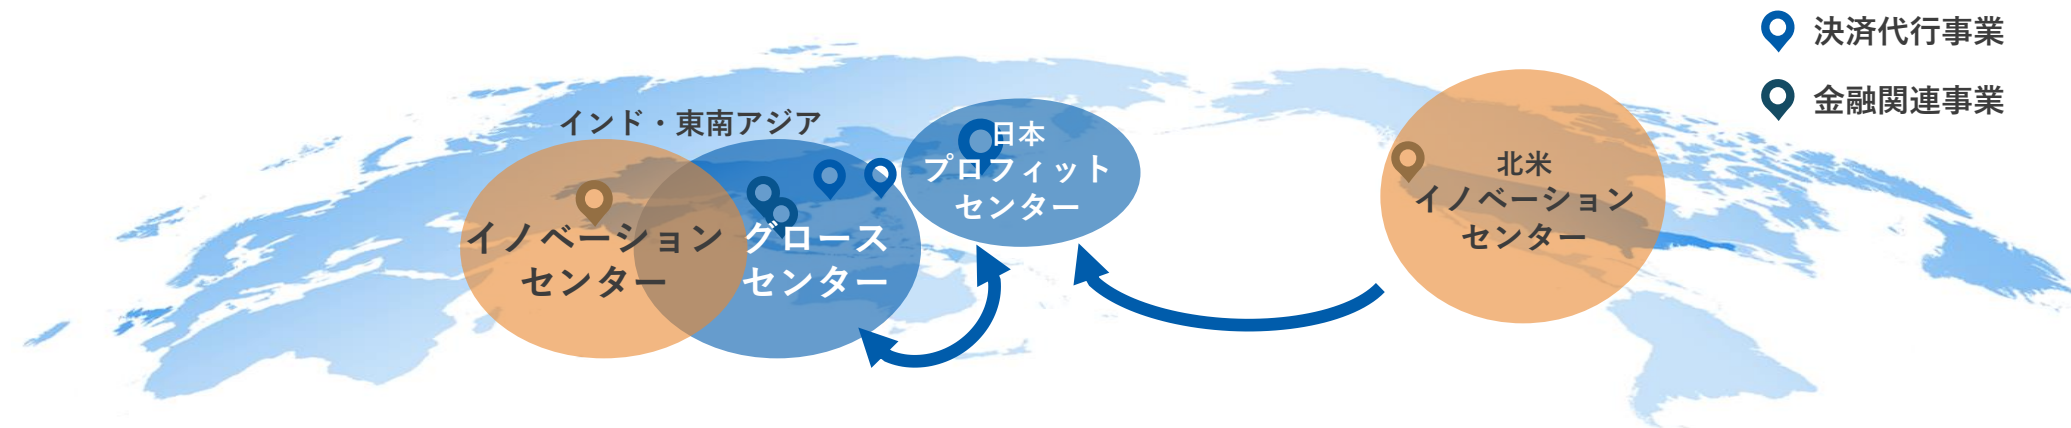 決済代行事業
金融関連事業
インド・東南アジア
イノベーション
センター
グロース
センター
日本
プロフィット
センター
北米
イノベーション
センター